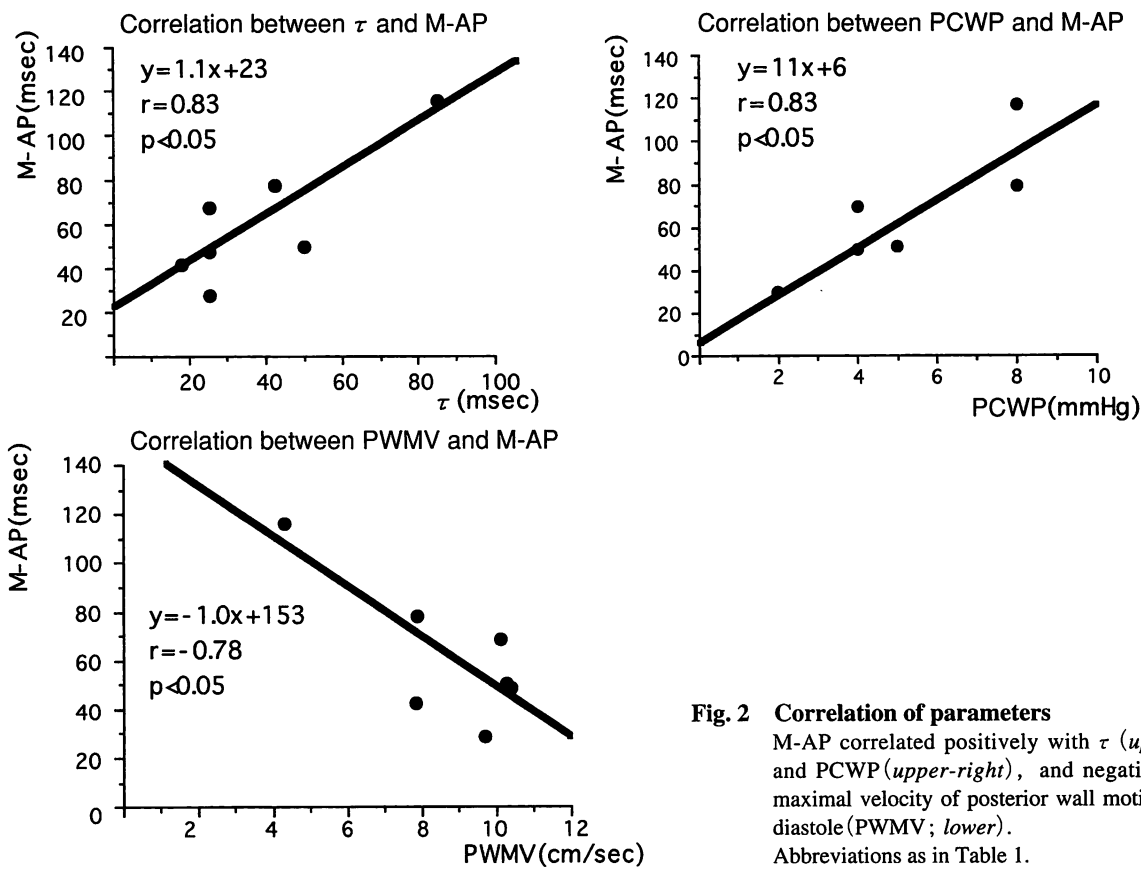 Correlation between τ and M-AP
M-AP(msec)
140
120
100
80
60
40
20
y=1.1x+23
r=0.83
p<0.05
20 40 60 80 100
τ (msec)
Correlation between PCWP and M-AP
M-AP(msec)
140
120
100
80
60
40
20
0
y=11x+6
r=0.83
p<0.05
2 4 6 8 10
PCWP(mmHg)
Correlation between PWMV and M-AP
M-AP(msec)
140
120
100
80
60
40
20
0
y=-1.0x+153
r=-0.78
p<0.05
2 4 6 8 10 12
PWMV(cm/sec)
Fig. 2 Correlation of parameters
M-AP correlated positively with τ (u
and PCWP(upper-right), and negati
maximal velocity of posterior wall moti
diastole(PWMV; lower).
Abbreviations as in Table 1.